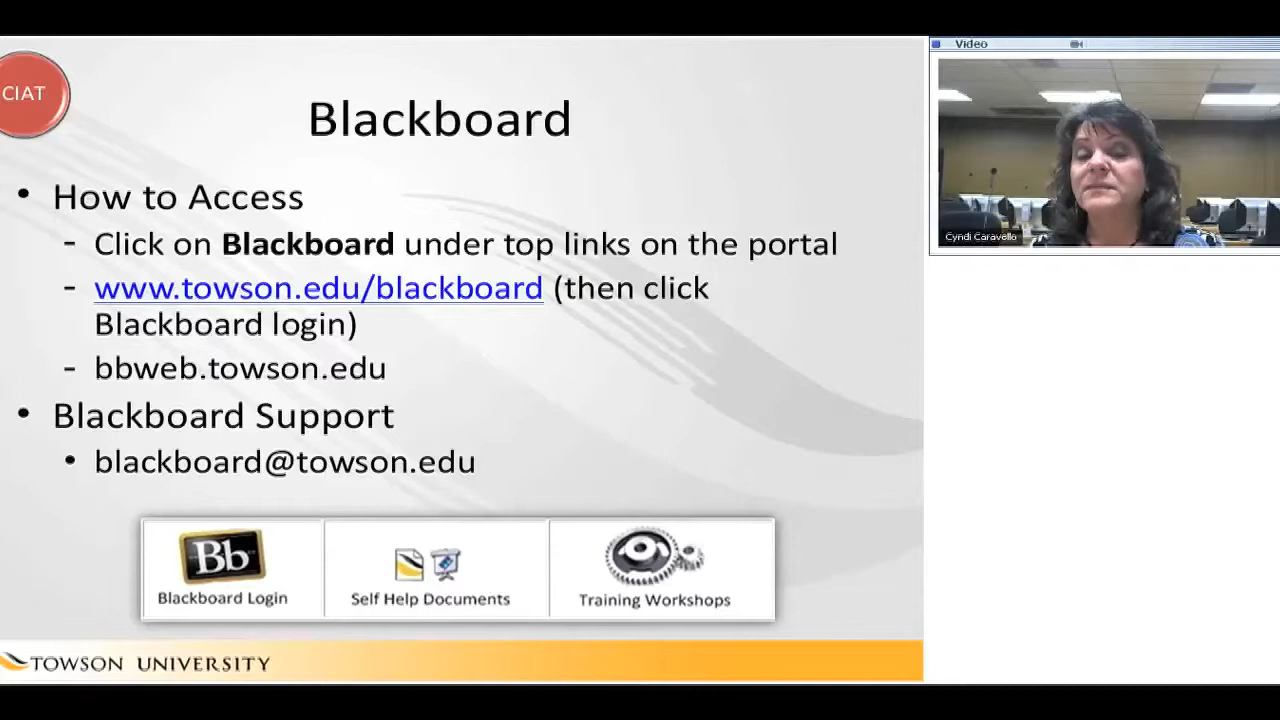 CIAT
Blackboard
• How to Access
- Click on Blackboard under top links on the portal
- www.towson.edu/blackboard (then click
Blackboard login)
- bbweb.towson.edu
• Blackboard Support
• blackboard@towson.edu
Bb
Blackboard Login
Self Help Documents
Training Workshops
TOWSON UNIVERSITY
Video
Cyndi Caravello